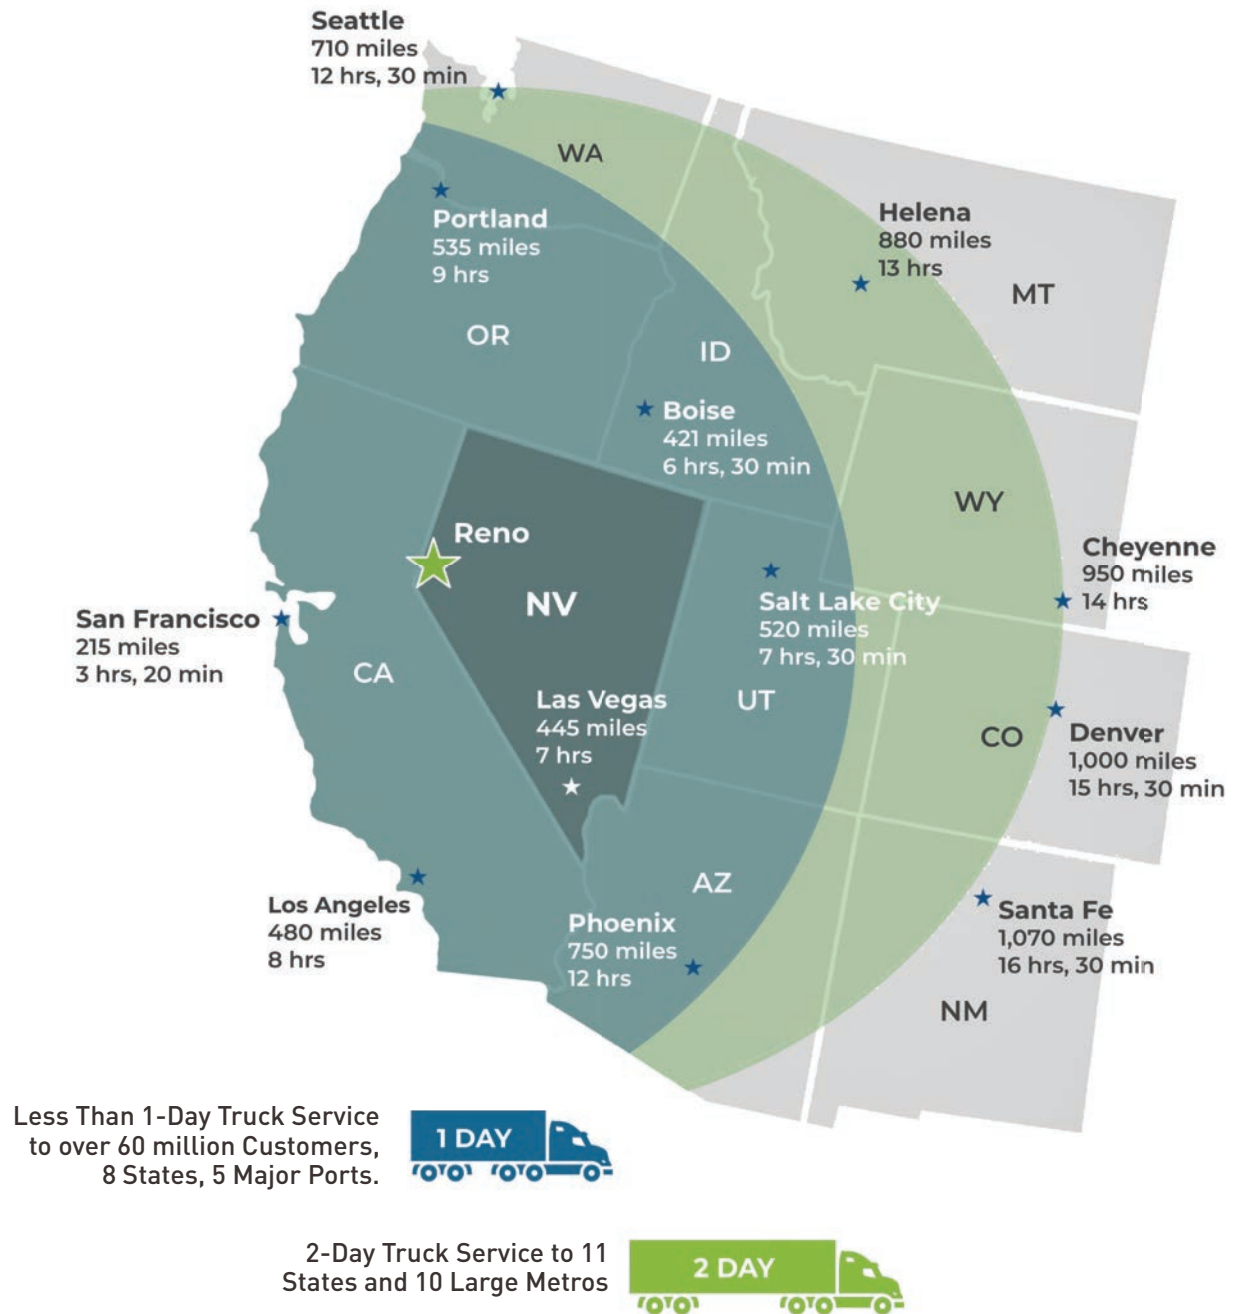 Seattle
710 miles
12 hrs, 30 min
WA
Portland
535 miles
9 hrs
Helena
880 miles
13 hrs
MT
OR
ID
Boise
421 miles
6 hrs, 30 min
WY
Reno
NV
Cheyenne
950 miles
14 hrs
San Francisco
215 miles
3 hrs, 20 min
CA
Salt Lake City
520 miles
7 hrs, 30 min
UT
Las Vegas
445 miles
7 hrs
CO
Denver
1,000 miles
15 hrs, 30 min
AZ
Los Angeles
480 miles
8 hrs
Phoenix
750 miles
12 hrs
Santa Fe
1,070 miles
16 hrs, 30 min
NM
Less Than 1-Day Truck Service
to over 60 million Customers,
8 States, 5 Major Ports.
1 DAY
2-Day Truck Service to 11
States and 10 Large Metros
2 DAY